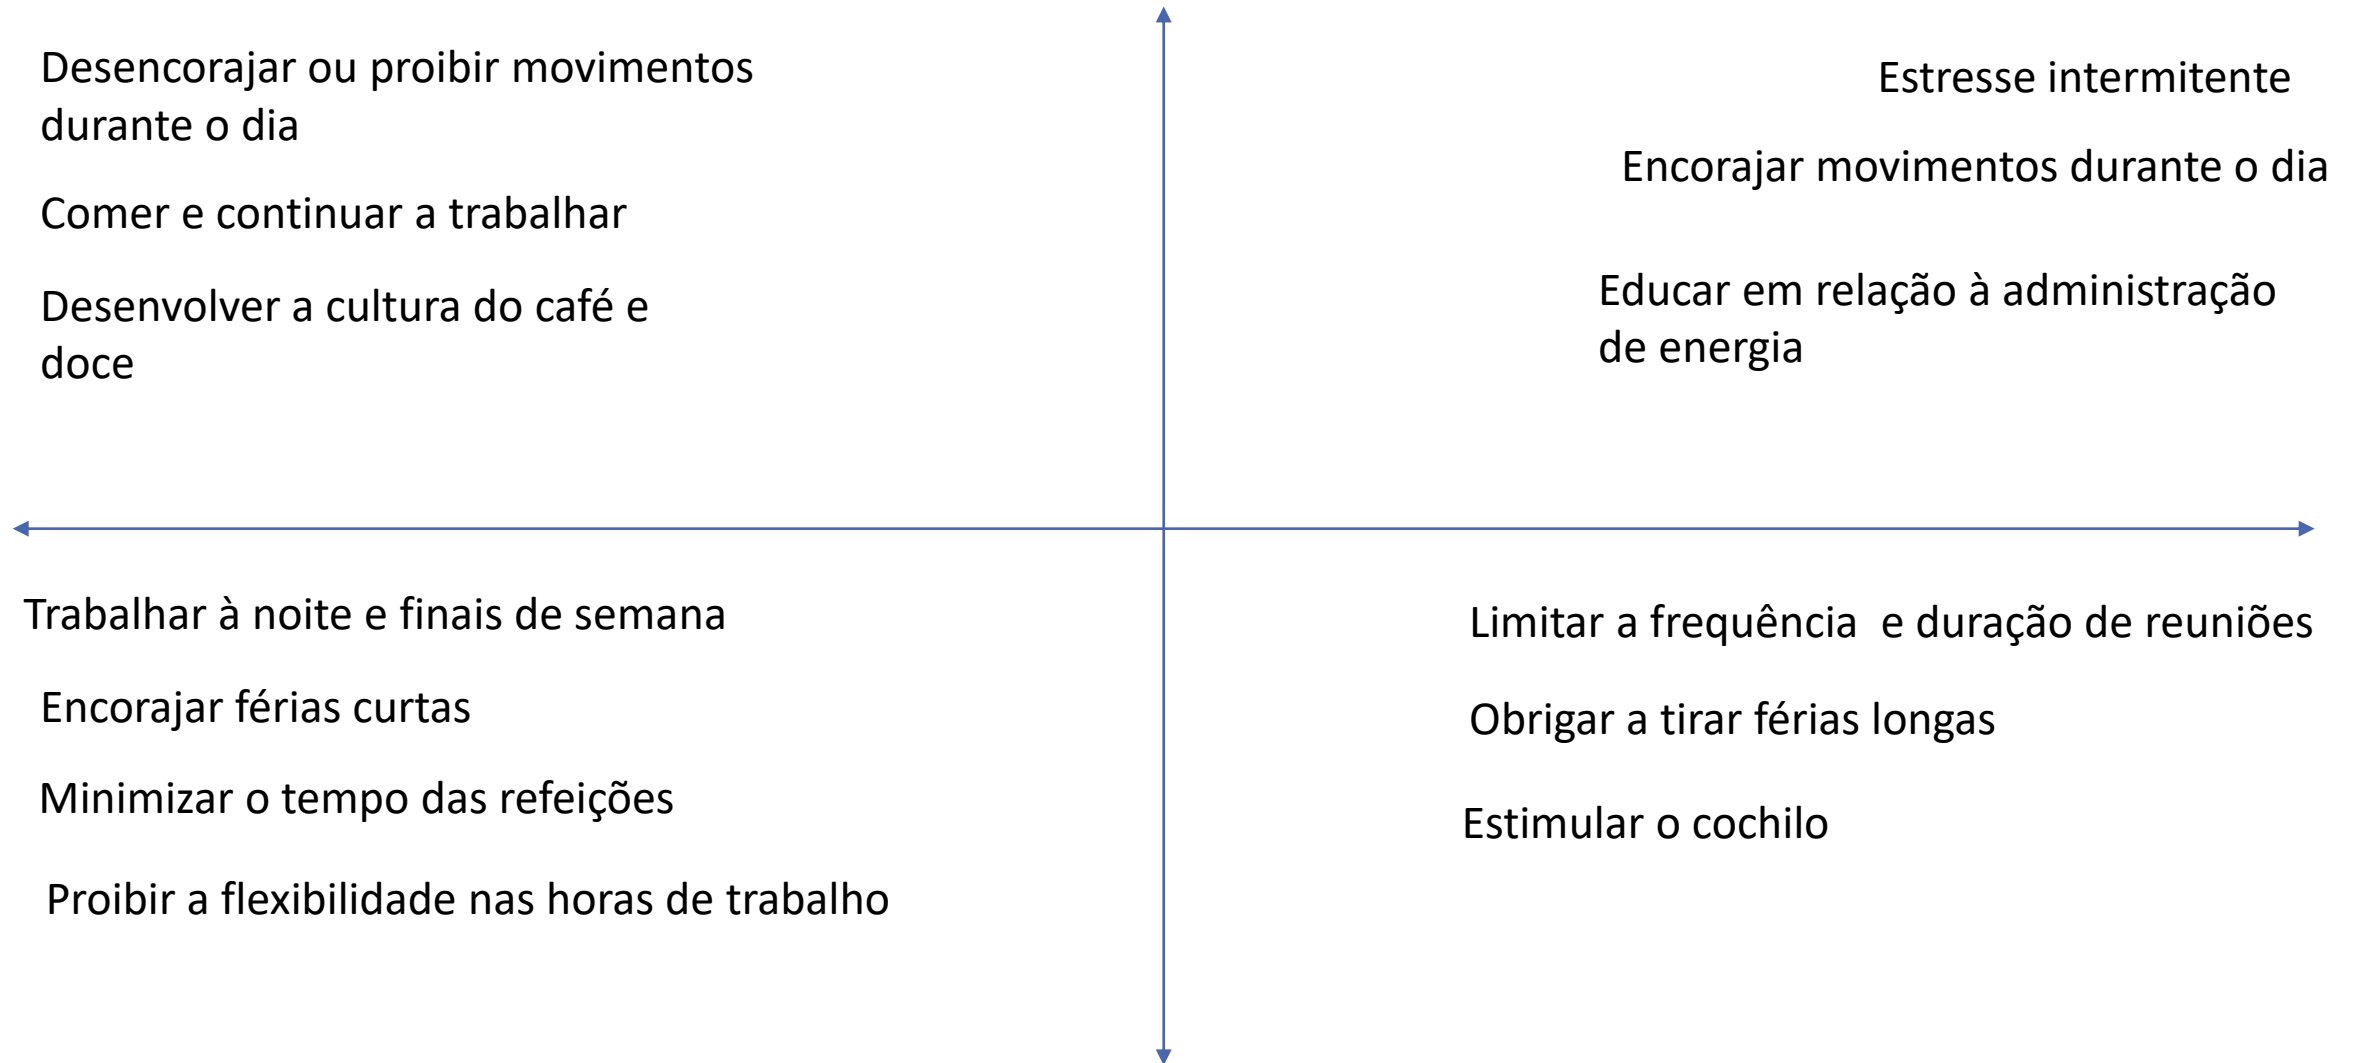 Desencorajar ou proibir movimentos
durante o dia
Comer e continuar a trabalhar
Desenvolver a cultura do café e
doce
Estresse intermitente
Encorajar movimentos durante o dia
Educar em relação à administração
de energia
Trabalhar à noite e finais de semana
Encorajar férias curtas
Minimizar o tempo das refeições
Proibir a flexibilidade nas horas de trabalho
Limitar a frequência  e duração de reuniões
Obrigar a tirar férias longas
Estimular o cochilo